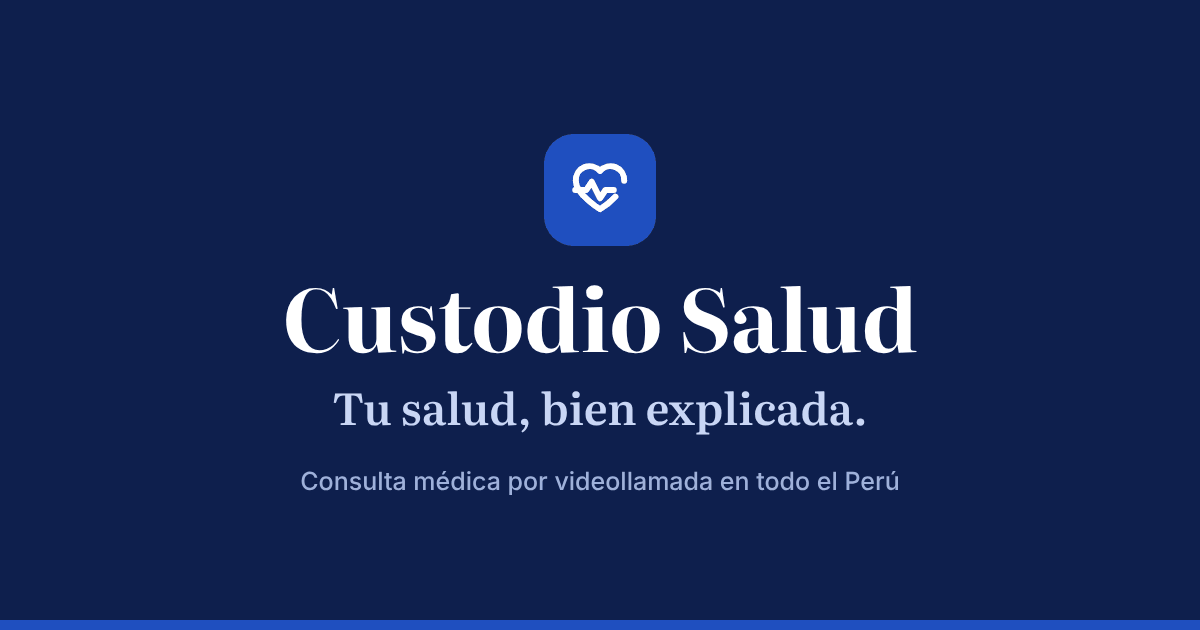 Custodio Salud
Tu salud, bien explicada.
Consulta médica por videollamada en todo el Perú